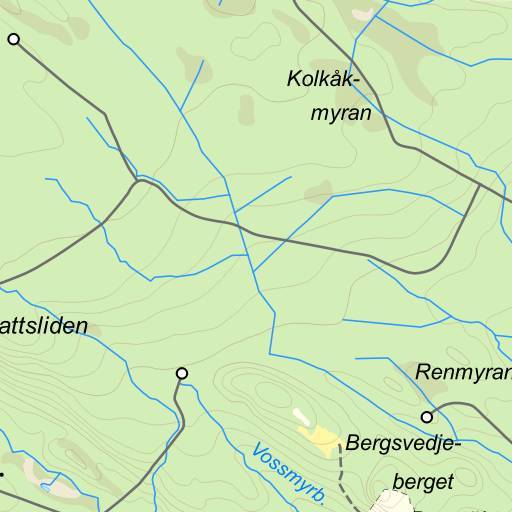 Kolkåk-
myran
attsliden
Renmyran
Bergsvedje-
berget
Vossmyrb.